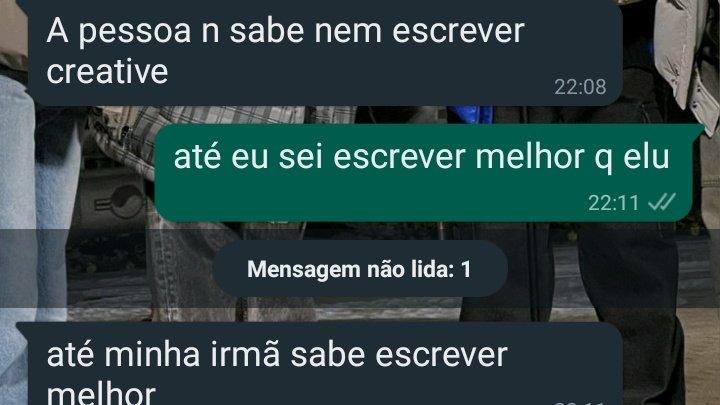 A pessoa n sabe nem escrever
creative
22:08
até eu sei escrever melhor q elu
22:11
Mensagem não lida: 1
até minha irmã sabe escrever
melhor